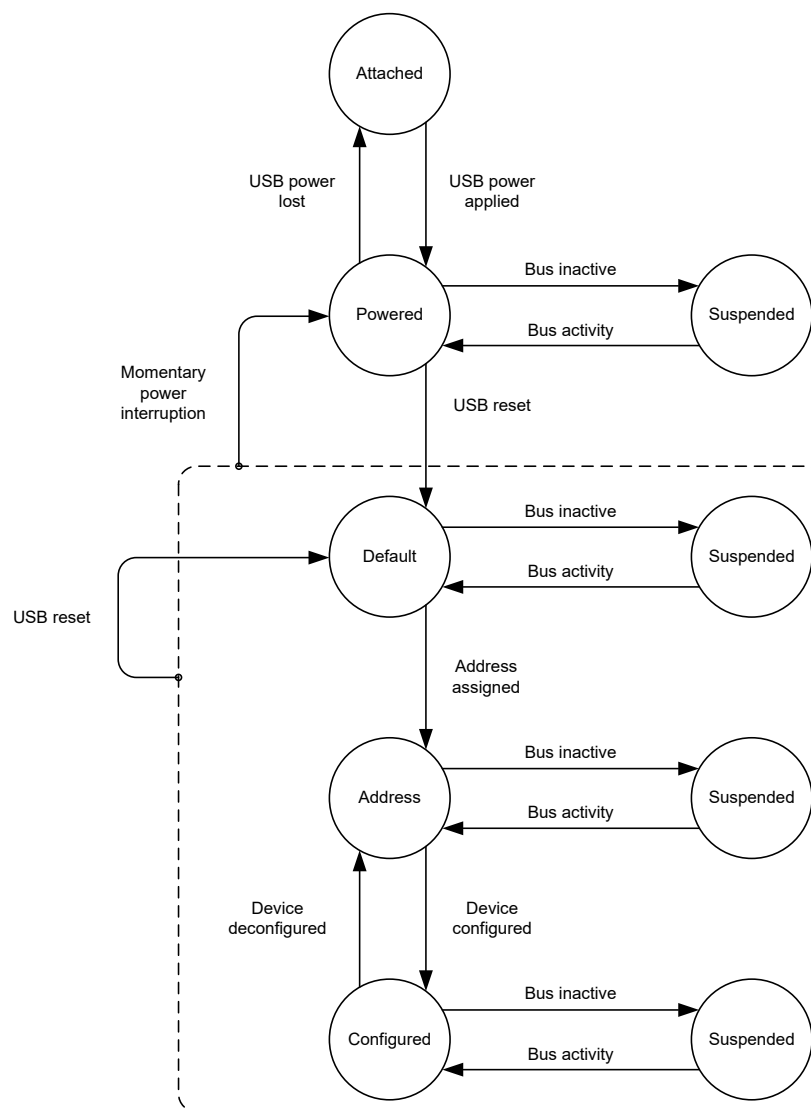 Attached
USB power
lost
USB power
applied
Bus inactive
Powered
Suspended
Bus activity
Momentary
power
interruption
USB reset
Bus inactive
Default
Suspended
Bus activity
USB reset
Address
assigned
Bus inactive
Address
Suspended
Bus activity
Device
deconfigured
Device
configured
Bus inactive
Configured
Suspended
Bus activity